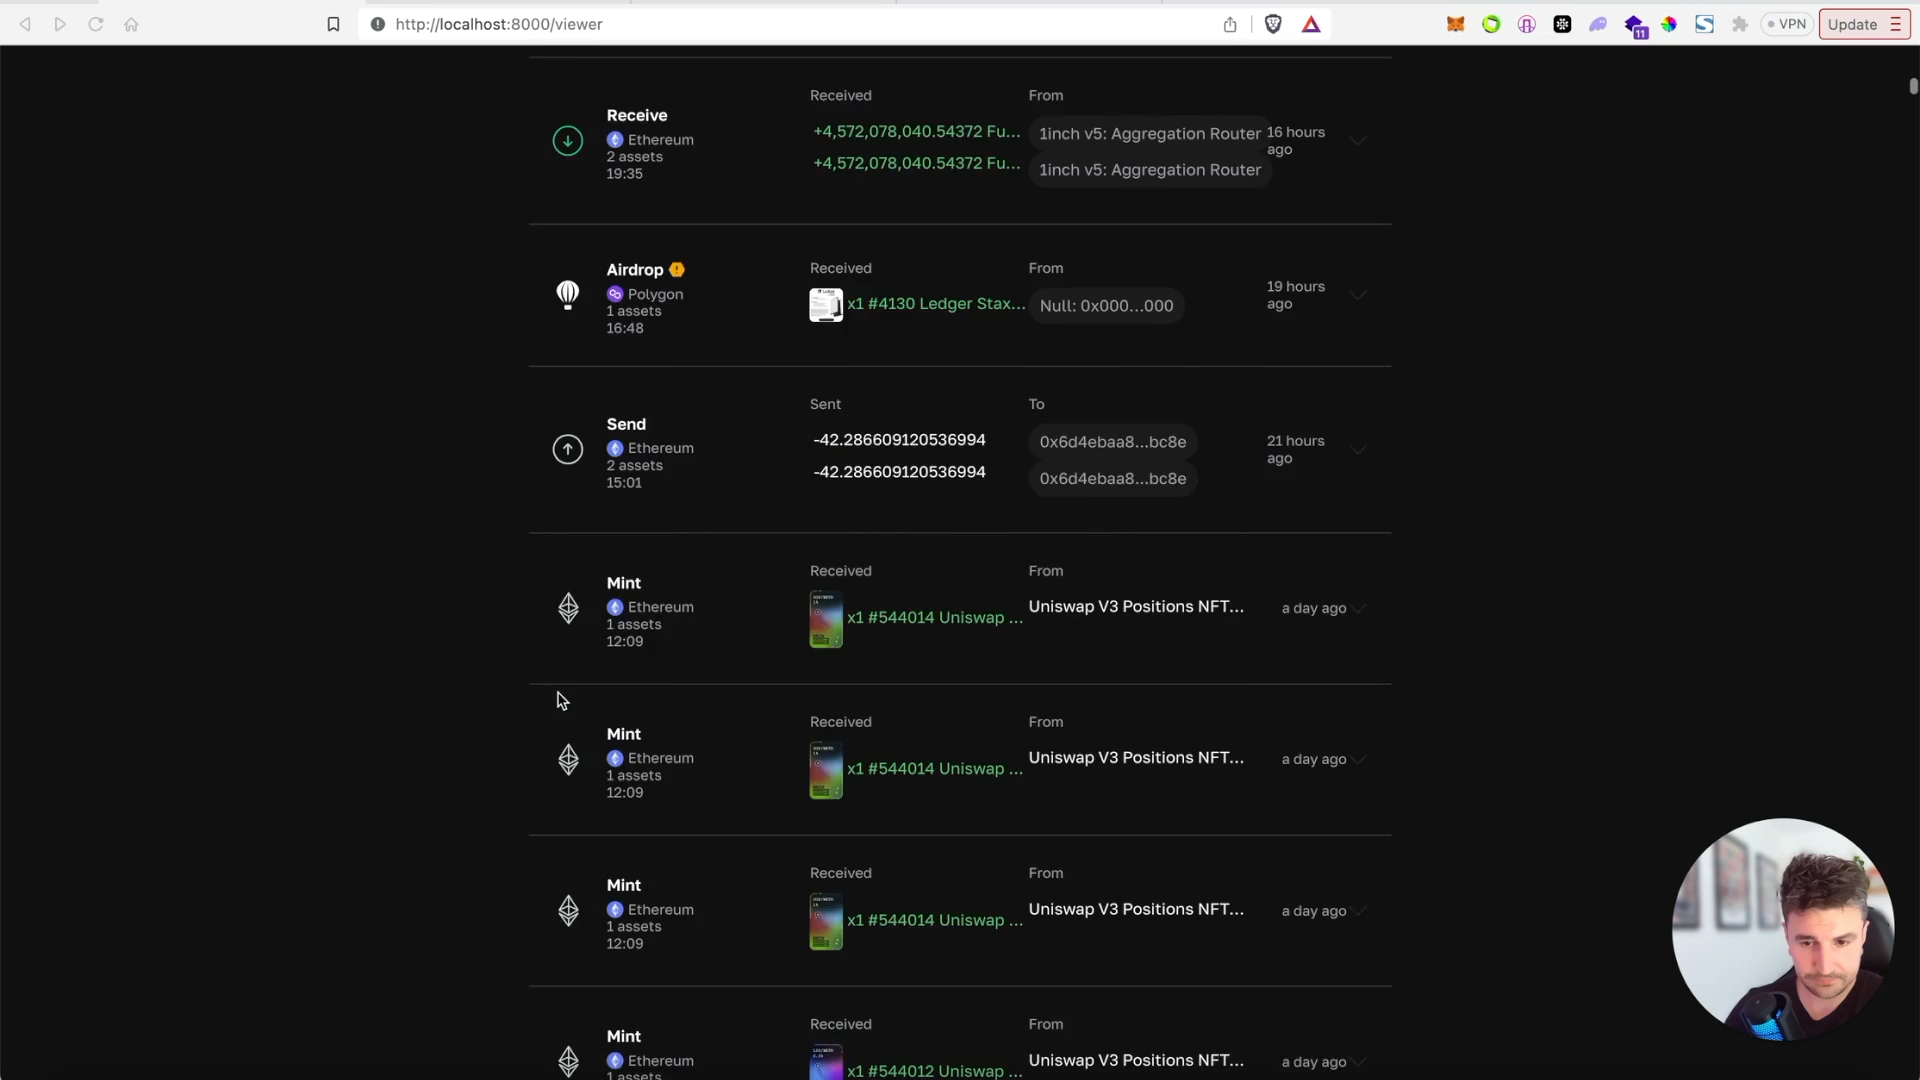 http://localhost:8000/viewer
11
VPN
Update
Receive
Ethereum
2 assets
19:35
Received
+4,572,078,040.54372 Fu...
+4,572,078,040.54372 Fu...
From
1inch v5: Aggregation Router
1inch v5: Aggregation Router
16 hours
ago
Airdrop
Polygon
1 assets
16:48
Received
x1 #4130 Ledger Stax...
From
Null: 0x000...000
19 hours
ago
Send
Ethereum
2 assets
15:01
Sent
-42.286609120536994
-42.286609120536994
To
0x6d4ebaa8...bc8e
0x6d4ebaa8...bc8e
21 hours
ago
Mint
Ethereum
1 assets
12:09
Received
x1 #544014 Uniswap ...
From
Uniswap V3 Positions NFT...
a day ago
Mint
Ethereum
1 assets
12:09
Received
x1 #544014 Uniswap ...
From
Uniswap V3 Positions NFT...
a day ago
Mint
Ethereum
1 assets
12:09
Received
x1 #544014 Uniswap ...
From
Uniswap V3 Positions NFT...
a day ago
Mint
Ethereum
1 assets
Received
x1 #544012 Uniswap ...
From
Uniswap V3 Positions NFT...
a day ago